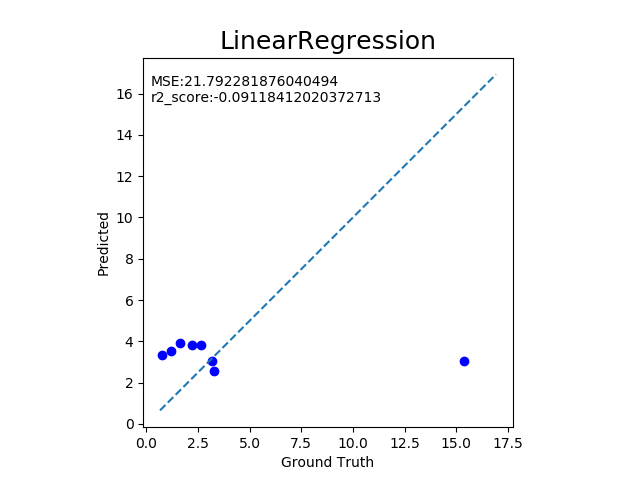 LinearRegression
MSE:21.792281876040494
r2_score:-0.09118412020372713
16
14
12
10
8
6
4
2
0
Predicted
0.0 2.5 5.0 7.5 10.0 12.5 15.0 17.5
Ground Truth